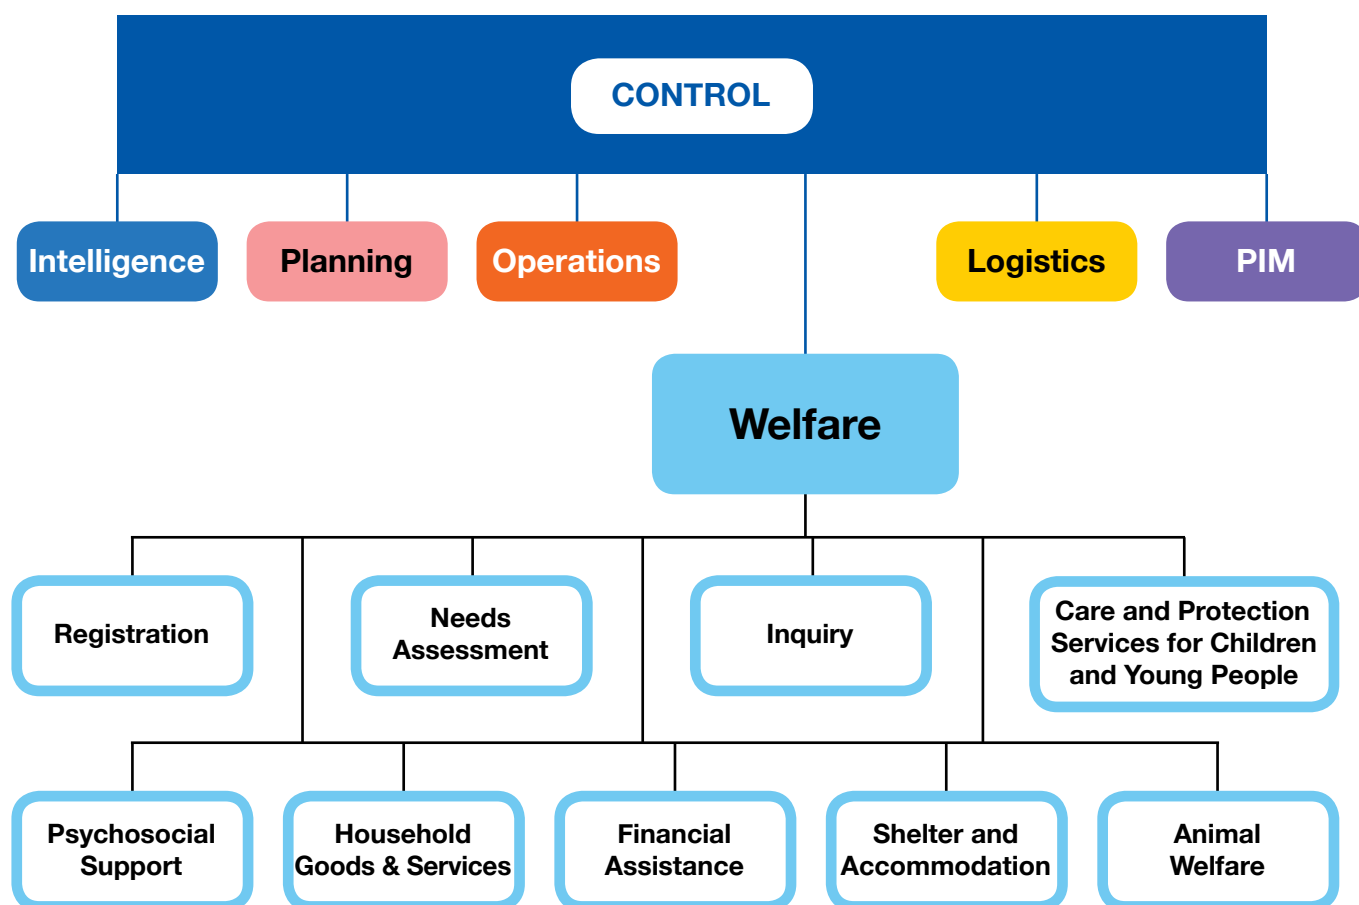 CONTROL
Intelligence
Planning
Operations
Logistics
PIM
Welfare
Registration
Needs
Assessment
Inquiry
Care and Protection
Services for Children
and Young People
Psychosocial
Support
Household
Goods & Services
Financial
Assistance
Shelter and
Accommodation
Animal
Welfare